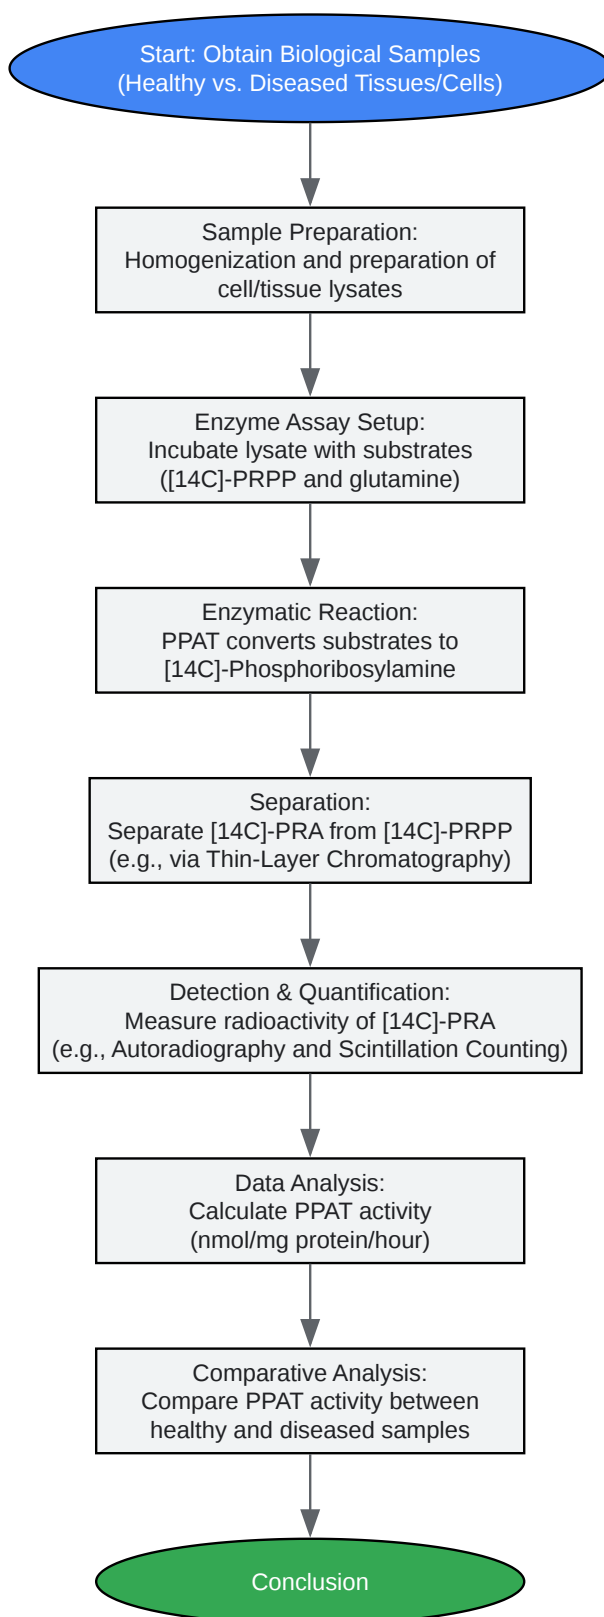 Start: Obtain Biological Samples
(Healthy vs. Diseased Tissues/Cells)
Sample Preparation:
Homogenization and preparation of
cell/tissue lysates
Enzyme Assay Setup:
Incubate lysate with substrates
([14C]-PRPP and glutamine)
Enzymatic Reaction:
PPAT converts substrates to
[14C]-Phosphoribosylamine
Separation:
Separate [14C]-PRA from [14C]-PRPP
(e.g., via Thin-Layer Chromatography)
Detection & Quantification:
Measure radioactivity of [14C]-PRA
(e.g., Autoradiography and Scintillation Counting)
Data Analysis:
Calculate PPAT activity
(nmol/mg protein/hour)
Comparative Analysis:
Compare PPAT activity between
healthy and diseased samples
Conclusion